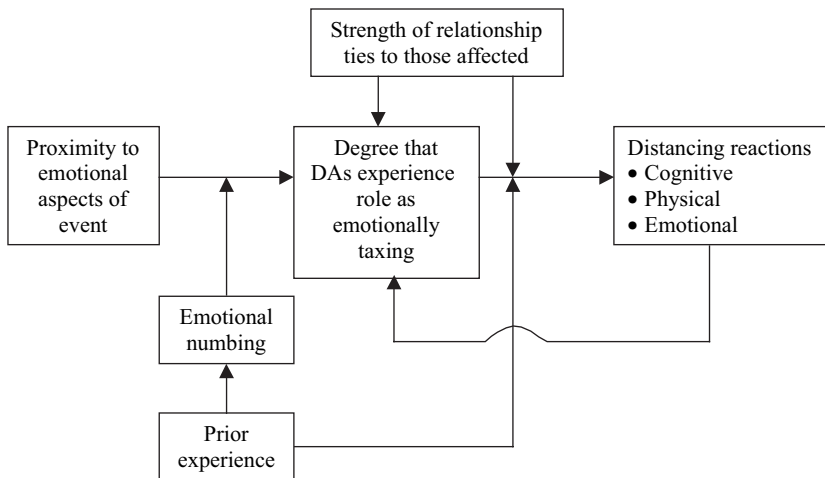 Strength of relationship
ties to those affected
Proximity to
emotional
aspects of
event
Degree that
DAs experience
role as
emotionally
taxing
Distancing reactions
• Cognitive
• Physical
• Emotional
Emotional
numbing
Prior
experience